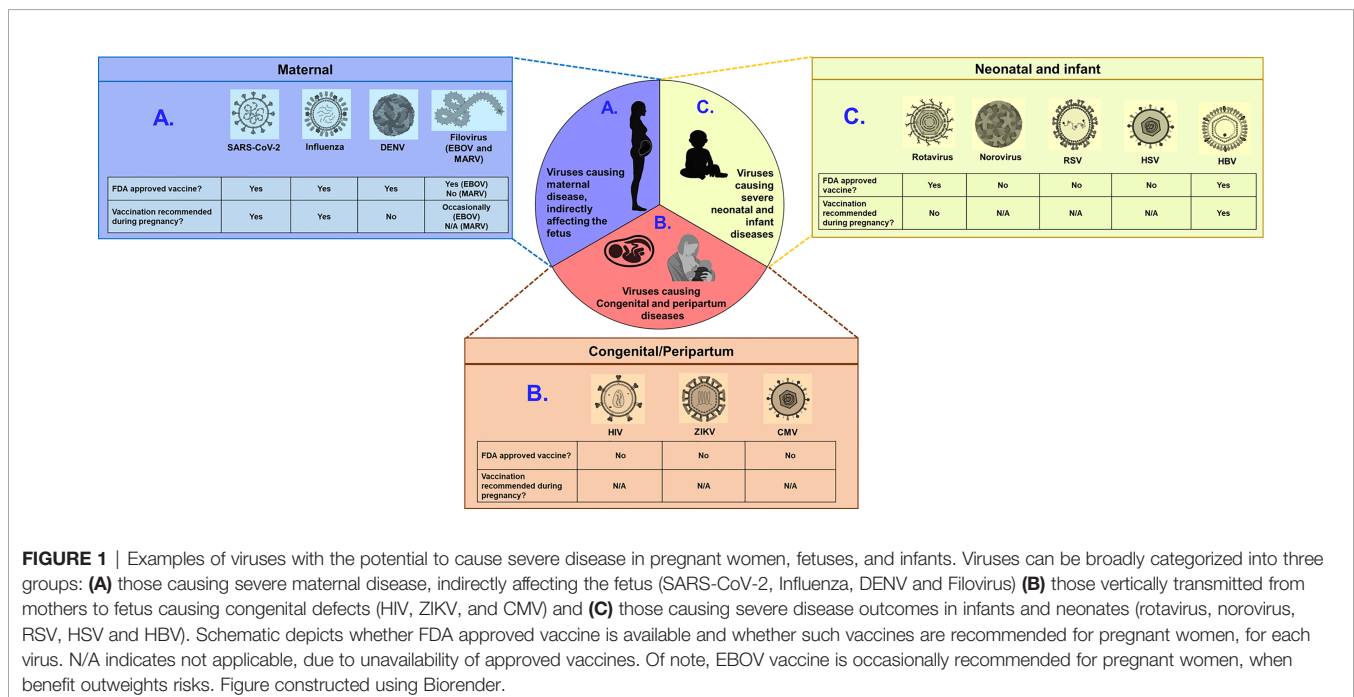 Maternal
A.
SARS-CoV-2 Influenza DENV Filovirus
(EBOV and
MARV)
FDA approved vaccine? Yes Yes Yes Yes (EBOV)
No (MARV)
Vaccination recommended
during pregnancy? Yes Yes No Occasionally
(EBOV)
N/A (MARV)
A.
Viruses causing
maternal
disease,
indirectly
affecting the
fetus
C.
Viruses
causing
severe
neonatal and
infant
diseases
B.
Viruses causing
Congenital and peripartum
diseases
Neonatal and infant
C.
Rotavirus Norovirus RSV HSV HBV
FDA approved
vaccine? Yes No No No Yes
Vaccination
recommended
during pregnancy? No N/A N/A N/A Yes
Congenital/Peripartum
B.
HIV ZIKV CMV
FDA approved vaccine? No No No
Vaccination
recommended during
pregnancy? N/A N/A N/A
FIGURE 1 | Examples of viruses with the potential to cause severe disease in pregnant women, fetuses, and infants. Viruses can be broadly categorized into three
groups: (A) those causing severe maternal disease, indirectly affecting the fetus (SARS-CoV-2, Influenza, DENV and Filovirus) (B) those vertically transmitted from
mothers to fetus causing congenital defects (HIV, ZIKV, and CMV) and (C) those causing severe disease outcomes in infants and neonates (rotavirus, norovirus,
RSV, HSV and HBV). Schematic depicts whether FDA approved vaccine is available and whether such vaccines are recommended for pregnant women, for each
virus. N/A indicates not applicable, due to unavailability of approved vaccines. Of note, EBOV vaccine is occasionally recommended for pregnant women, when
benefit outweights risks. Figure constructed using Biorender.